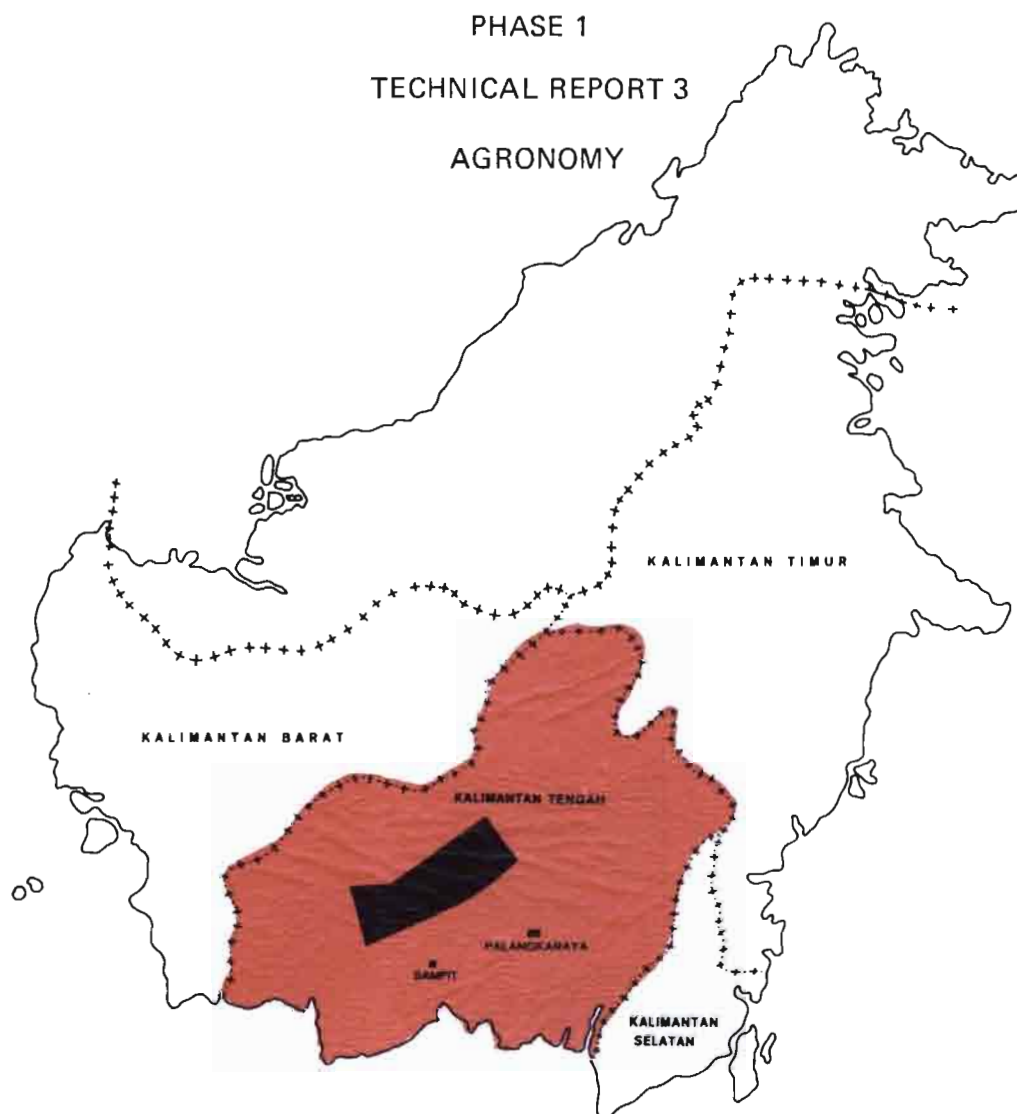 PHASE 1
TECHNICAL REPORT 3
AGRONOMY
KALIMANTAN TIMUR
KALIMANTAN BARAT
KALIMANTAN TENGAH
PALANGKARAYA
SAMPIT
KALIMANTAN
SELATAN